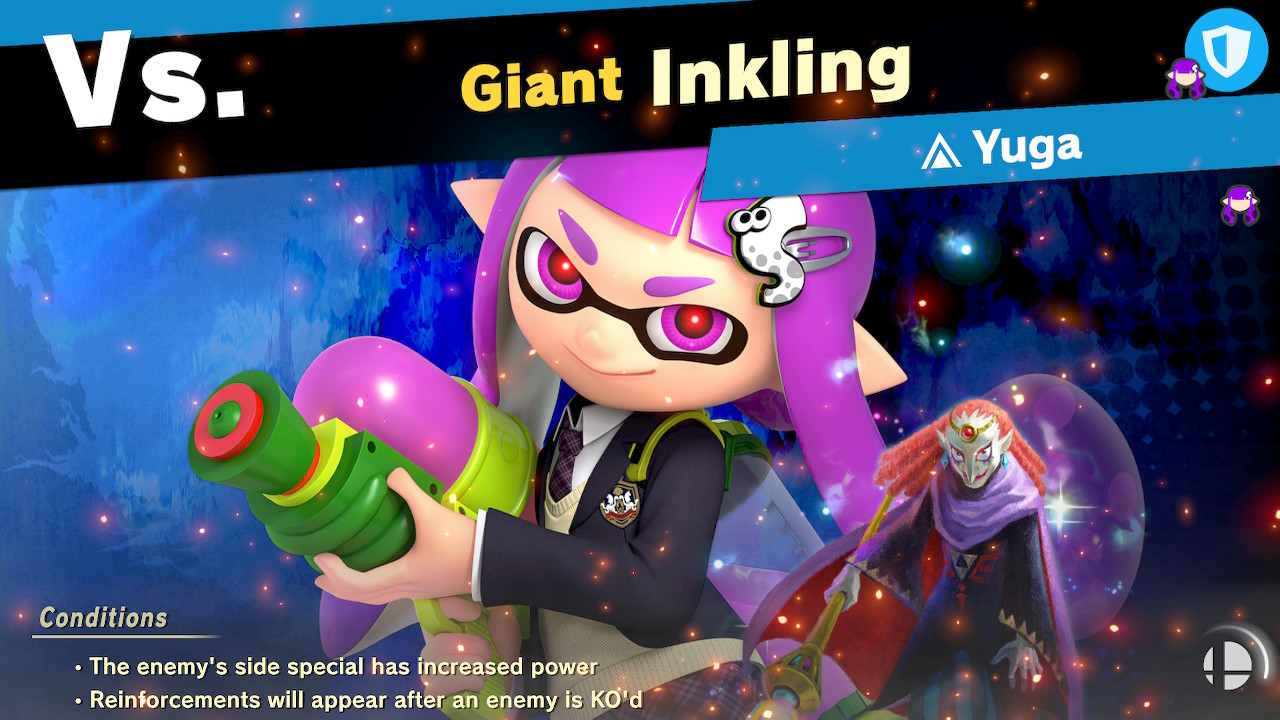 Vs.
Giant Inkling
Yuga
Conditions
• The enemy's side special has increased power
• Reinforcements will appear after an enemy is KO'd